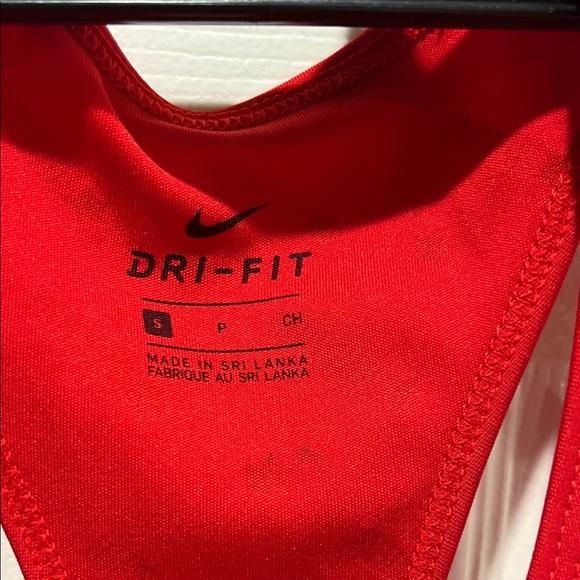 DRI-FIT
S P CH
MADE IN SRI LANKA
FABRIQUE AU SRI LANKA